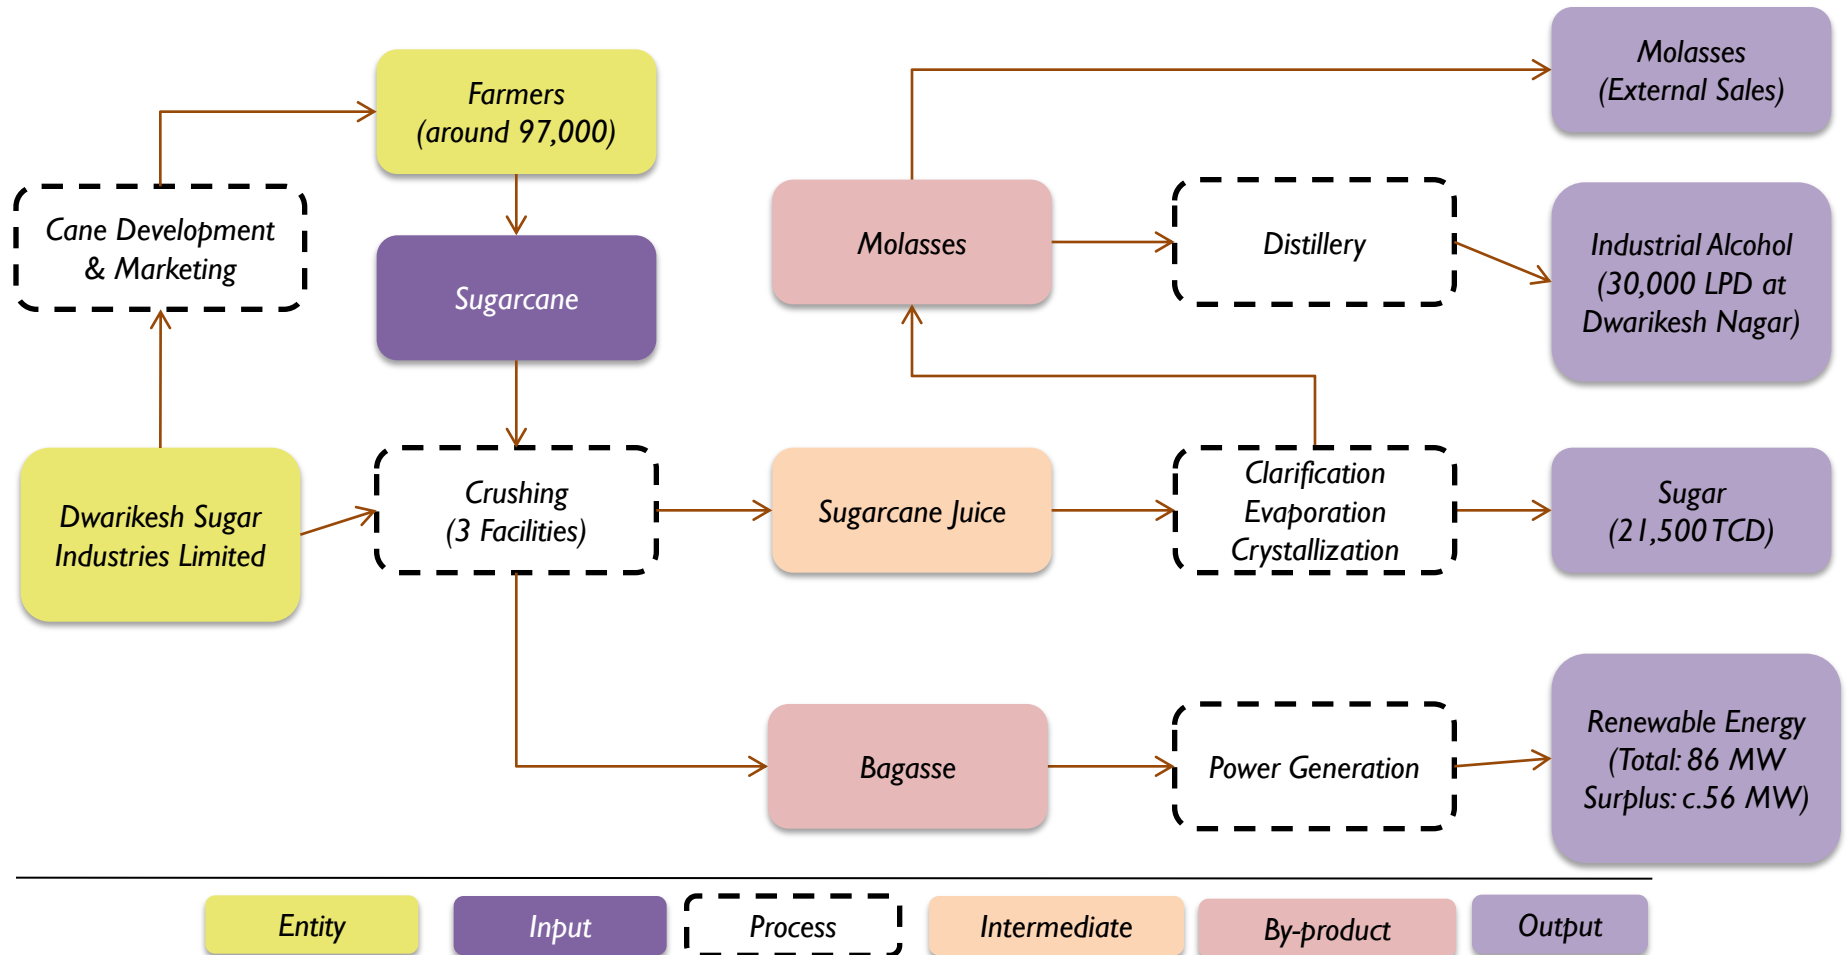 Farmers
(around 97,000)
Molasses
(External Sales)
Cane Development
& Marketing
Sugarcane
Molasses
Distillery
Industrial Alcohol
(30,000 LPD at
Dwarikesh Nagar)
Dwarikesh Sugar
Industries Limited
Crushing
(3 Facilities)
Sugarcane Juice
Clarification
Evaporation
Crystallization
Sugar
(21,500 TCD)
Bagasse
Power Generation
Renewable Energy
(Total: 86 MW
Surplus: c.56 MW)
Entity
Input
Process
Intermediate
By-product
Output